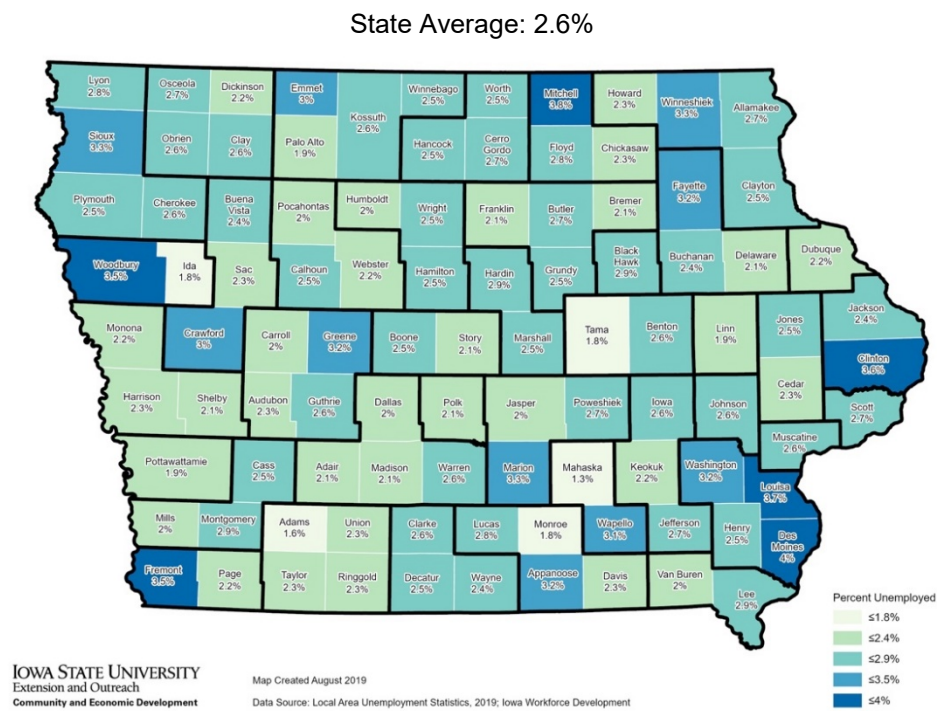 State Average: 2.6%
Lyon
2.8%
Osceola
2.7%
Dickinson
2.2%
Emmet
3%
Kossuth
2.6%
Winnebago
2.5%
Worth
2.5%
Mitchell
3.8%
Howard
2.3%
Winneshiek
3.3%
Allamakee
2.7%
Sioux
3.3%
Obrien
2.6%
Clay
2.6%
Palo Alto
1.9%
Hancock
2.5%
Cerro
Gordo
2.7%
Floyd
2.8%
Chickasaw
2.3%
Fayette
3.2%
Clayton
2.5%
Plymouth
2.5%
Cherokee
2.6%
Buena
Vista
2.4%
Pocahontas
2%
Humboldt
2%
Wright
2.5%
Franklin
2.1%
Butler
2.7%
Bremer
2.1%
Woodbury
3.5%
Ida
1.8%
Sac
2.3%
Calhoun
2.5%
Webster
2.2%
Hamilton
2.5%
Hardin
2.9%
Grundy
2.5%
Black
Hawk
2.9%
Buchanan
2.4%
Delaware
2.1%
Dubuque
2.2%
Monona
2.2%
Crawford
3%
Carroll
2%
Greene
3.2%
Boone
2.5%
Story
2.1%
Marshall
2.5%
Tama
1.8%
Benton
2.6%
Linn
1.9%
Jones
2.5%
Jackson
2.4%
Clinton
3.6%
Harrison
2.3%
Shelby
2.1%
Audubon
2.3%
Guthrie
2.6%
Dallas
2%
Polk
2.1%
Jasper
2%
Poweshiek
2.7%
Iowa
2.6%
Johnson
2.6%
Cedar
2.3%
Scott
2.7%
Muscatine
2.6%
Pottawattamie
1.9%
Cass
2.5%
Adair
2.1%
Madison
2.1%
Warren
2.6%
Marion
3.3%
Mahaska
1.3%
Keokuk
2.2%
Washington
3.2%
Louisa
3.7%
Mills
2%
Montgomery
2.9%
Adams
1.6%
Union
2.3%
Clarke
2.6%
Lucas
2.8%
Monroe
1.8%
Wapello
3.1%
Jefferson
2.7%
Henry
2.5%
Des
Moines
4%
Fremont
3.5%
Page
2.2%
Taylor
2.3%
Ringgold
2.3%
Decatur
2.5%
Wayne
2.4%
Appanoose
3.2%
Davis
2.3%
Van Buren
2%
Lee
2.9%
Percent Unemployed
≤1.8%
≤2.4%
≤2.9%
≤3.5%
≤4%
IOWA STATE UNIVERSITY
Extension and Outreach
Community and Economic Development
Map Created August 2019
Data Source: Local Area Unemployment Statistics, 2019; Iowa Workforce Development